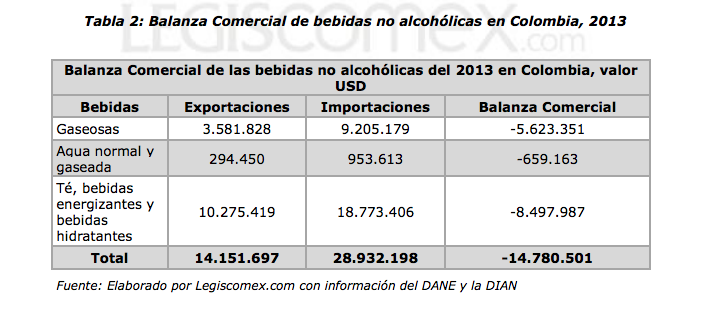 Tabla 2: Balanza Comercial de bebidas no alcohólicas en Colombia, 2013
LEGISCOMEX.com
Balanza Comercial de las bebidas no alcohólicas del 2013 en Colombia, valor
USD
Bebidas Exportaciones Importaciones Balanza Comercial
Gaseosas 3.581.828 9.205.179 -5.623.351
Agua normal y
gaseada 294.450 953.613 -659.163
Té, bebidas
energizantes y
bebidas 10.275.419 18.773.406 -8.497.987
hidratantes
Total 14.151.697 28.932.198 -14.780.501
Fuente: Elaborado por Legiscomex.com con información del DANE y la DIAN